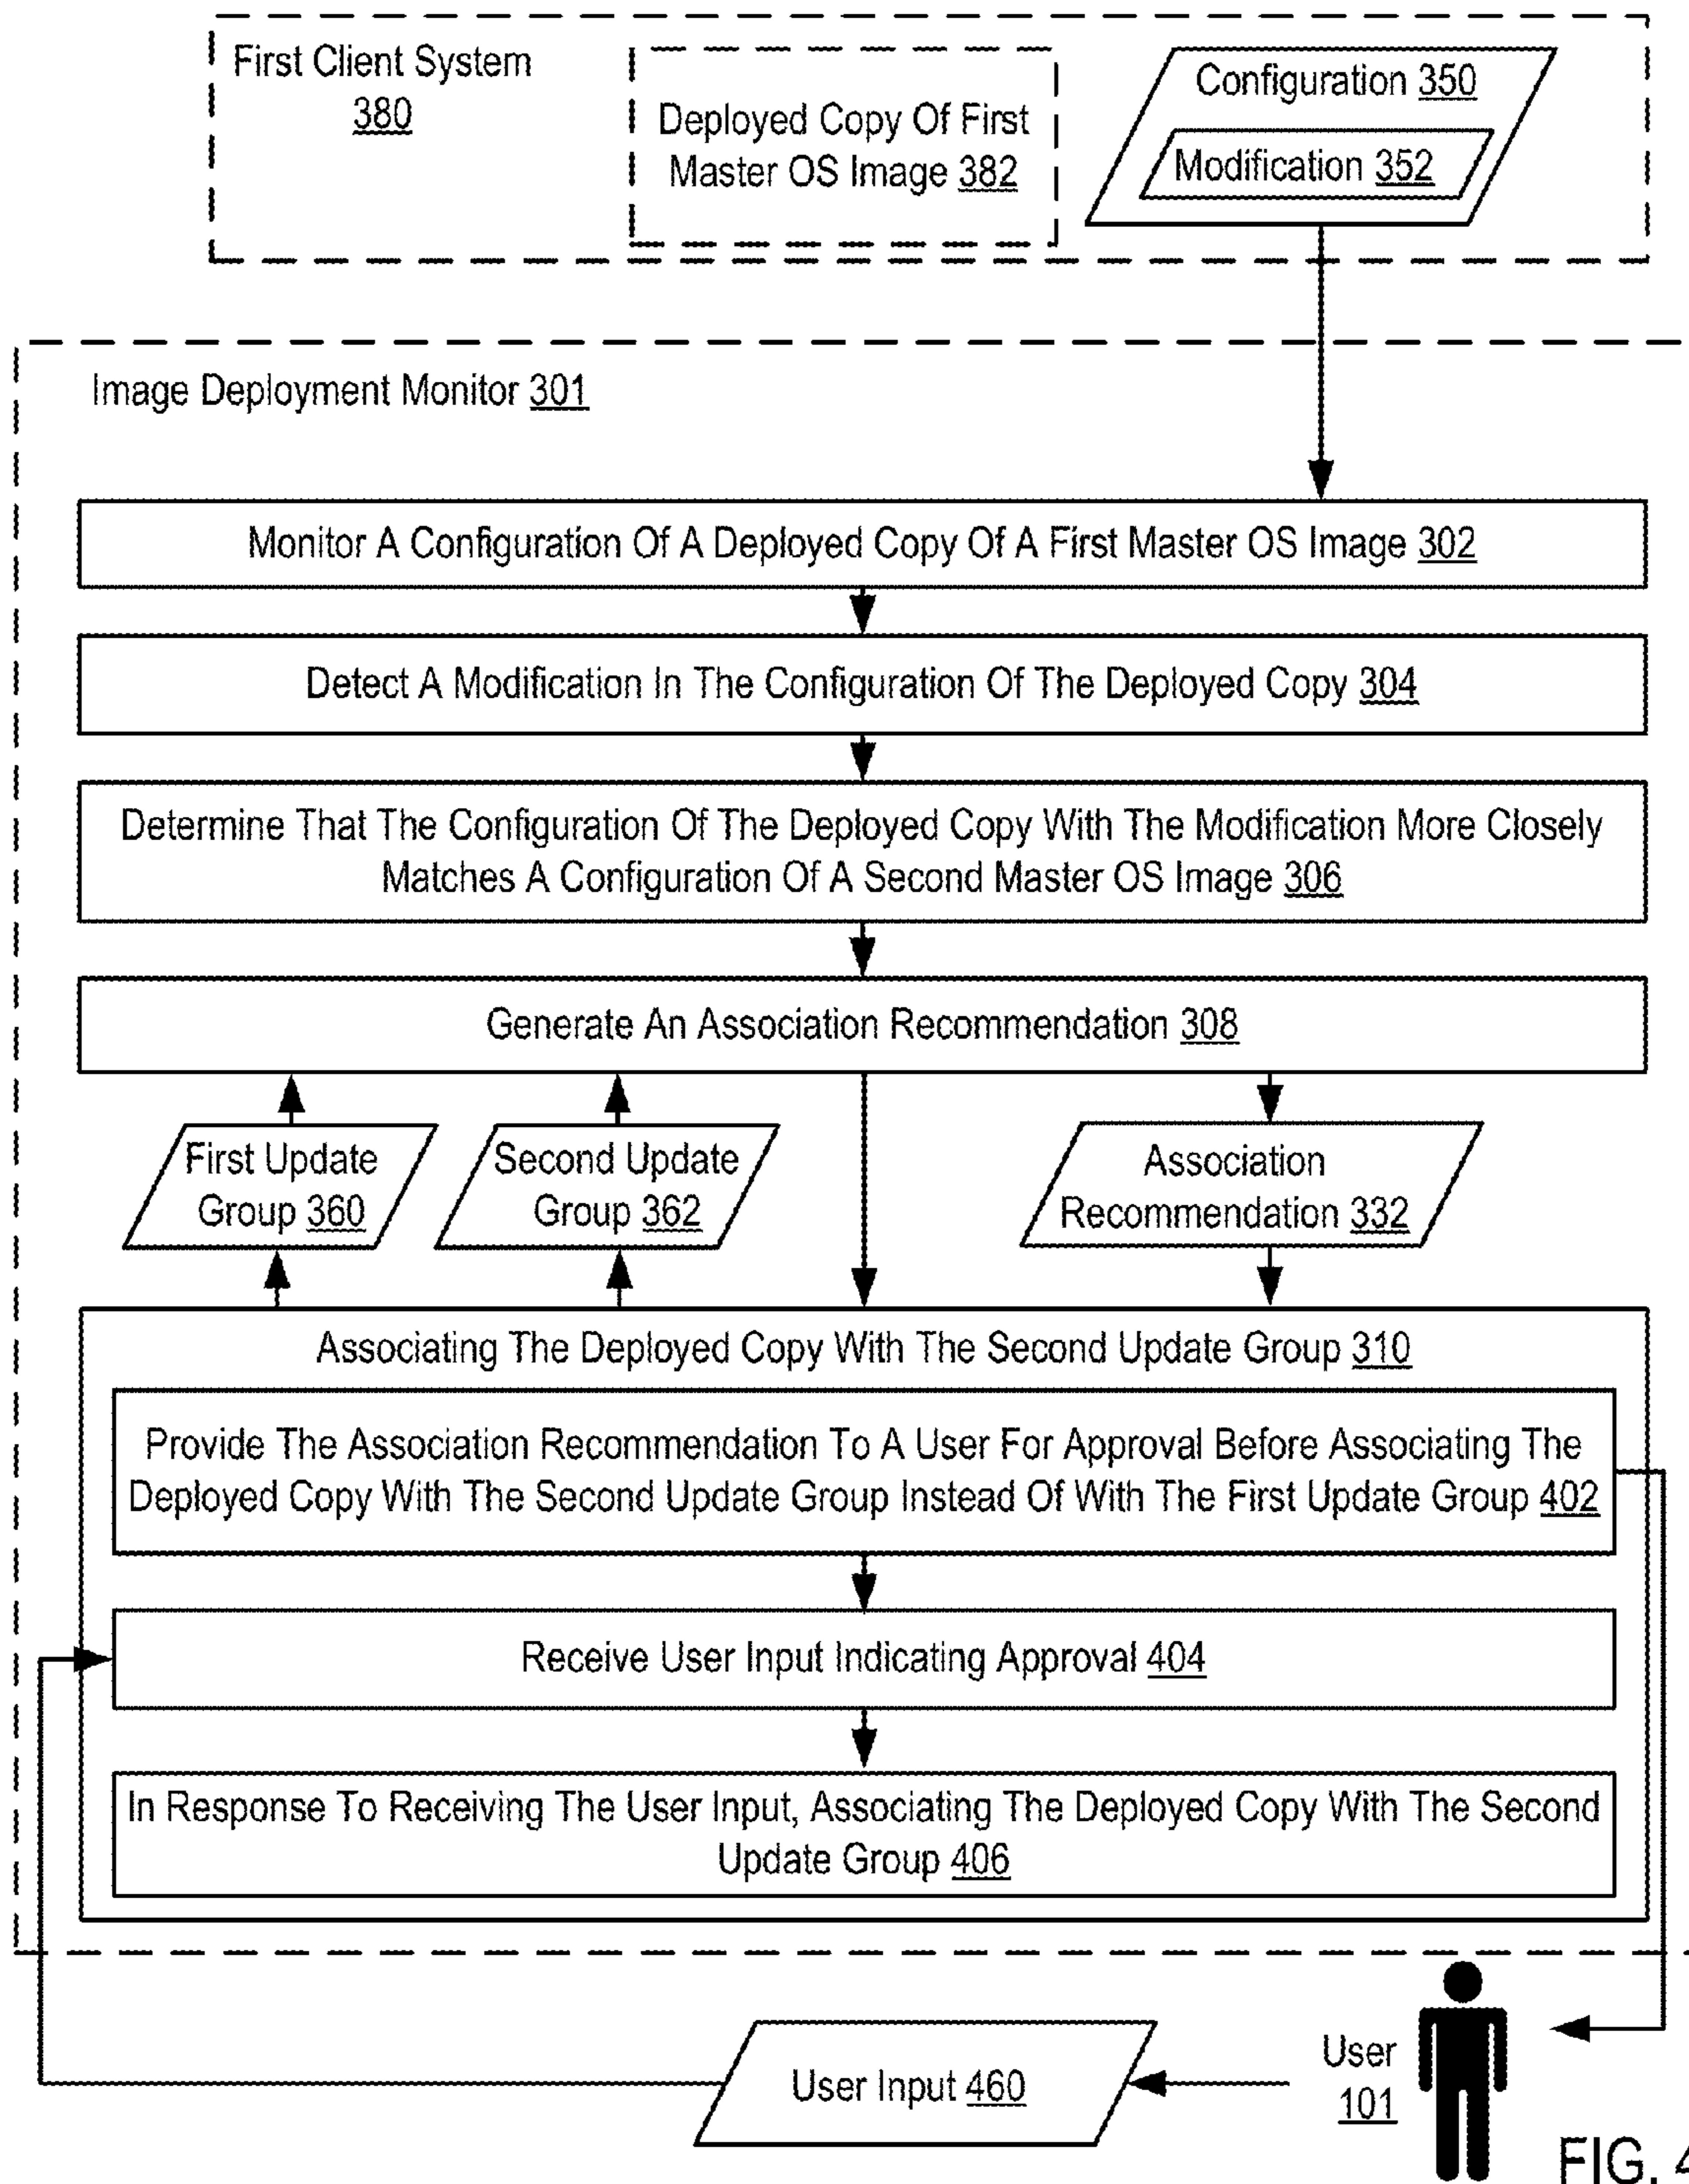 First Client System
380
Deployed Copy Of First
Master OS Image 382
Configuration 350
Modification 352
Image Deployment Monitor 301
Monitor A Configuration Of A Deployed Copy Of A First Master OS Image 302
Detect A Modification In The Configuration Of The Deployed Copy 304
Determine That The Configuration Of The Deployed Copy With The Modification More Closely
Matches A Configuration Of A Second Master OS Image 306
Generate An Association Recommendation 308
First Update
Group 360
Second Update
Group 362
Association
Recommendation 332
Associating The Deployed Copy With The Second Update Group 310
Provide The Association Recommendation To A User For Approval Before Associating The
Deployed Copy With The Second Update Group Instead Of With The First Update Group 402
Receive User Input Indicating Approval 404
In Response To Receiving The User Input, Associating The Deployed Copy With The Second
Update Group 406
User Input 460
User
101
FIG. 4